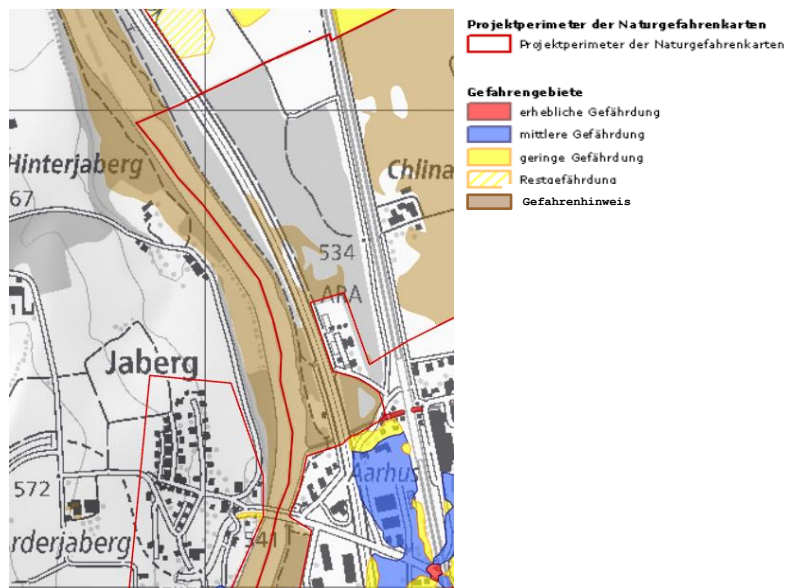 Projektperimeter der Naturgefahrenkarten
Projektperimeter der Naturgefahrenkarten
Gefahrengebiete
erhebliche Gefährdung
mittlere Gefährdung
geringe Gefährdung
Restgefährdung
Gefahrenhinweis
Hinterjaberg
Chlina
67
534
ARA
Jaberg
Aarhus
572
541
rderjaberg